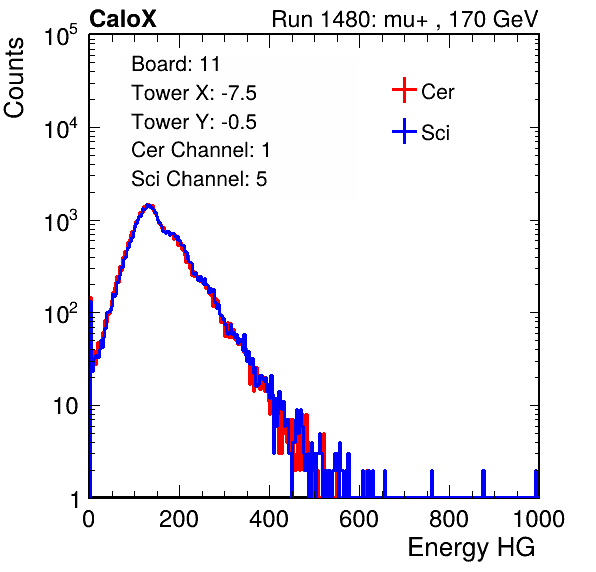 CaloX Run 1480: mu+ , 170 GeV
Counts
Board: 11
Tower X: -7.5
Tower Y: -0.5
Cer Channel: 1
Sci Channel: 5
Cer
Sci
10^5
10^4
10^3
10^2
10
1
0 200 400 600 800 1000
Energy HG